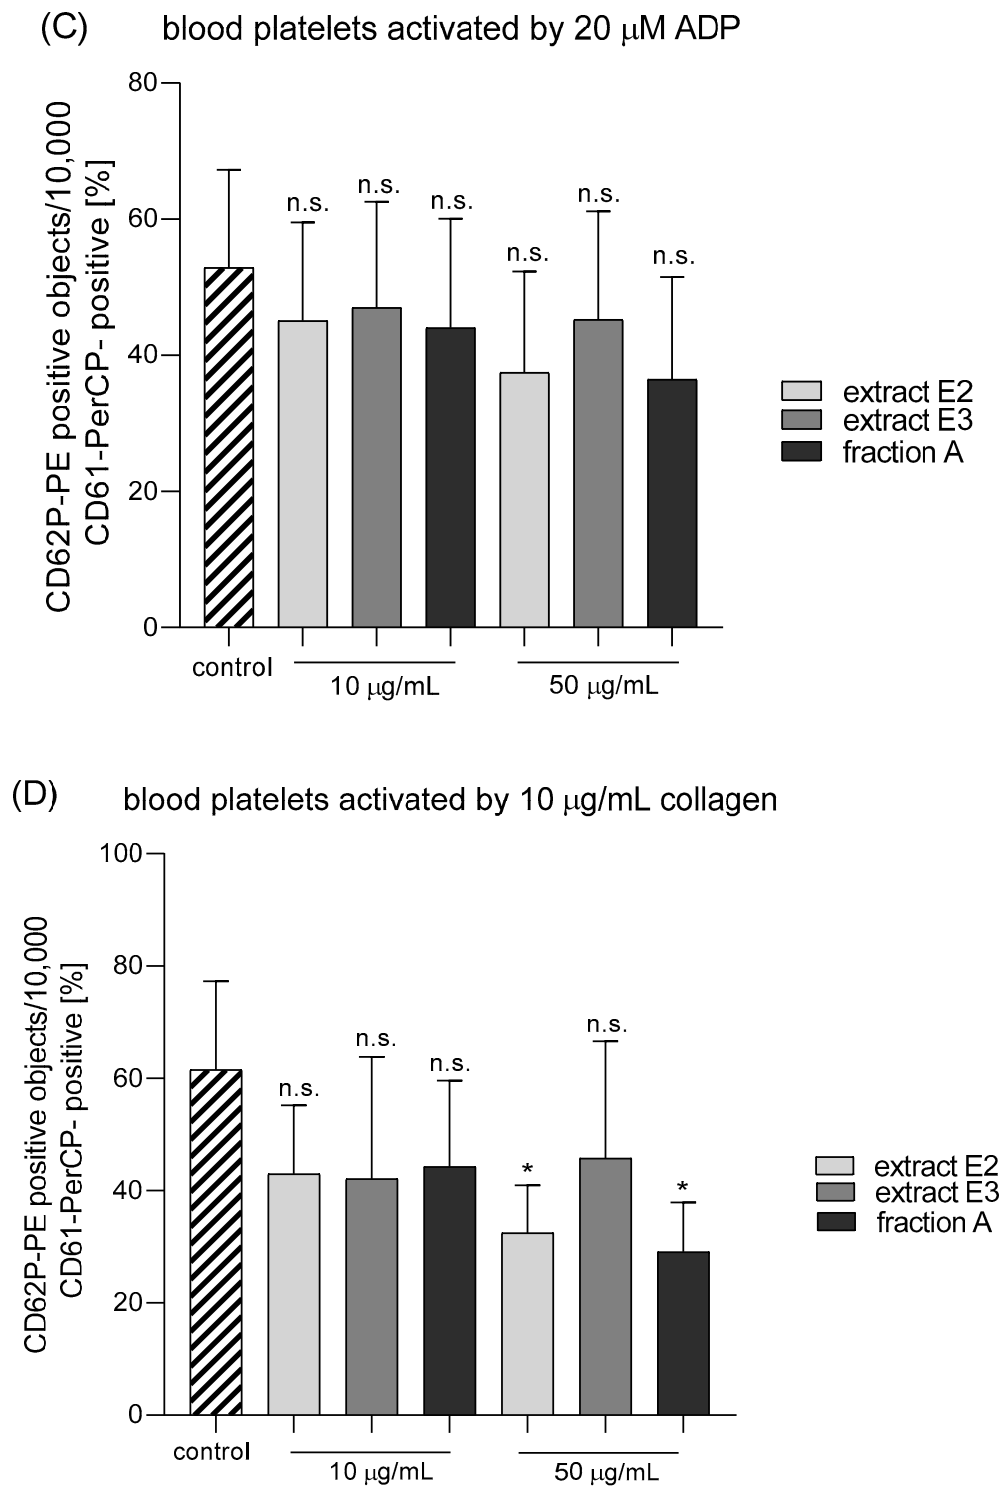 (C) blood platelets activated by 20 μM ADP
CD62P-PE positive objects/10,000
CD61-PerCP- positive [%]
80
60
40
20
0
n.s.
n.s.
n.s.
n.s.
n.s.
n.s.
control
10 μg/mL
50 μg/mL
extract E2
extract E3
fraction A
(D) blood platelets activated by 10 μg/mL collagen
CD62P-PE positive objects/10,000
CD61-PerCP- positive [%]
100
80
60
40
20
0
n.s.
n.s.
n.s.
*
n.s.
*
control
10 μg/mL
50 μg/mL
extract E2
extract E3
fraction A